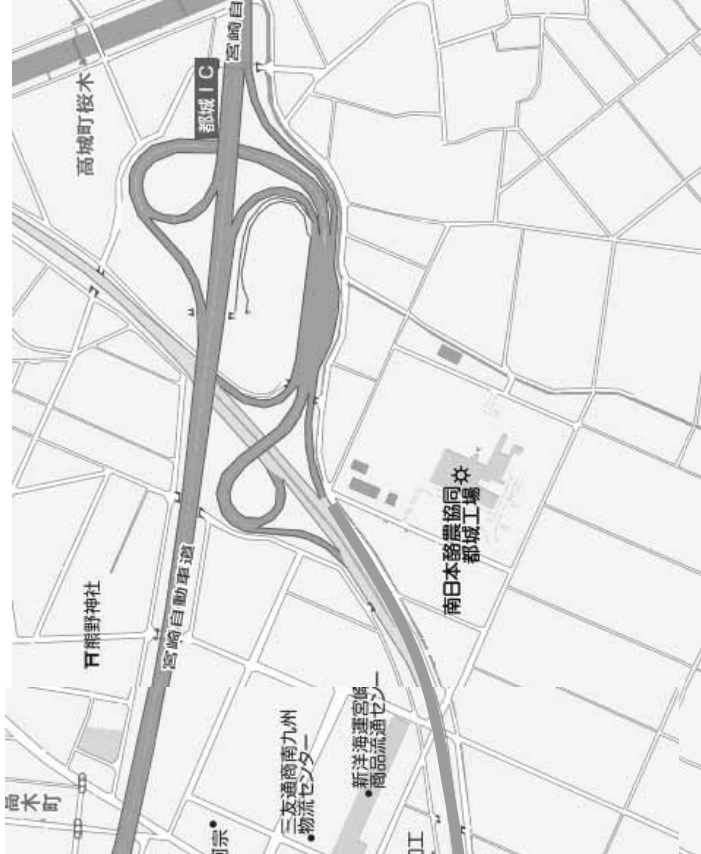 宮崎自
都城IC
高城町桜木
熊野神社
宮崎自動車道
南日本酪農協同
都城工場
高木町
三友通商南九州
物流センター
新洋海運宮崎
商品流通セン